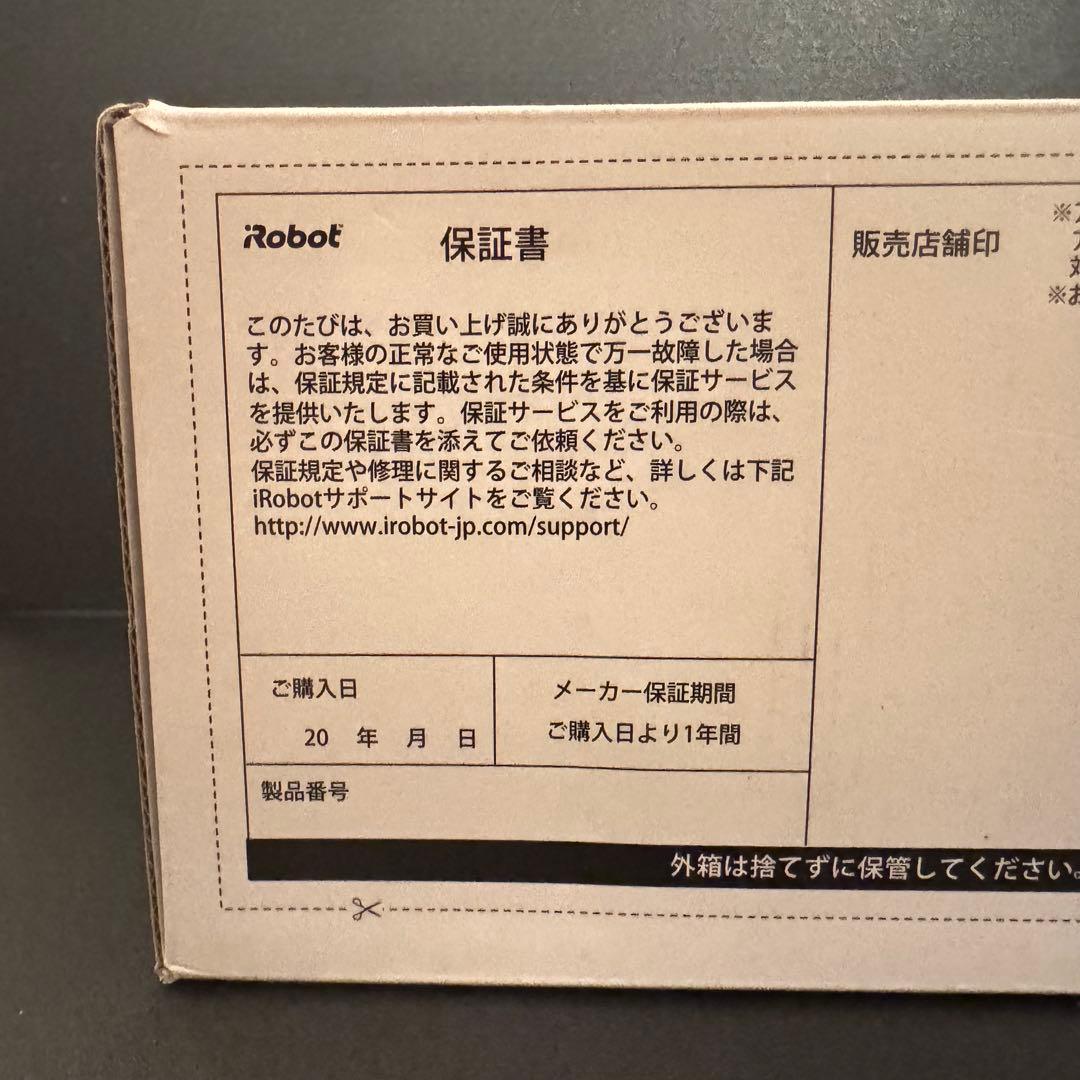 iRobot 保証書
このたびは、お買い上げ誠にありがとうございま
す。お客様の正常なご使用状態で万一故障した場合
は、保証規定に記載された条件を基に保証サービス
を提供いたします。保証サービスをご利用の際は、
必ずこの保証書を添えてご依頼ください。
保証規定や修理に関するご相談など、詳しくは下記
iRobotサポートサイトをご覧ください。
http://www.irobot-jp.com/support/
ご購入日
20 年 月 日
メーカー保証期間
ご購入日より1年間
製品番号
販売店舗印
※
※お
外箱は捨てずに保管してください。